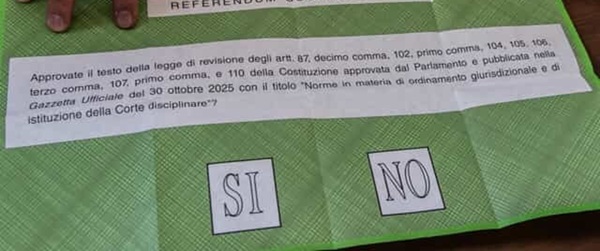 REFERENDUM
Approvate il testo della legge di revisione degli artt. 87, decimo comma, 102, primo comma, 104, 105, 106,
terzo comma, 107, primo comma, e 110 della Costituzione approvata dal Parlamento e pubblicata nella
Gazzetta Ufficiale del 30 ottobre 2025 con il titolo "Norme in materia di ordinamento giurisdizionale e di
istituzione della Corte disciplinare"?
SI NO